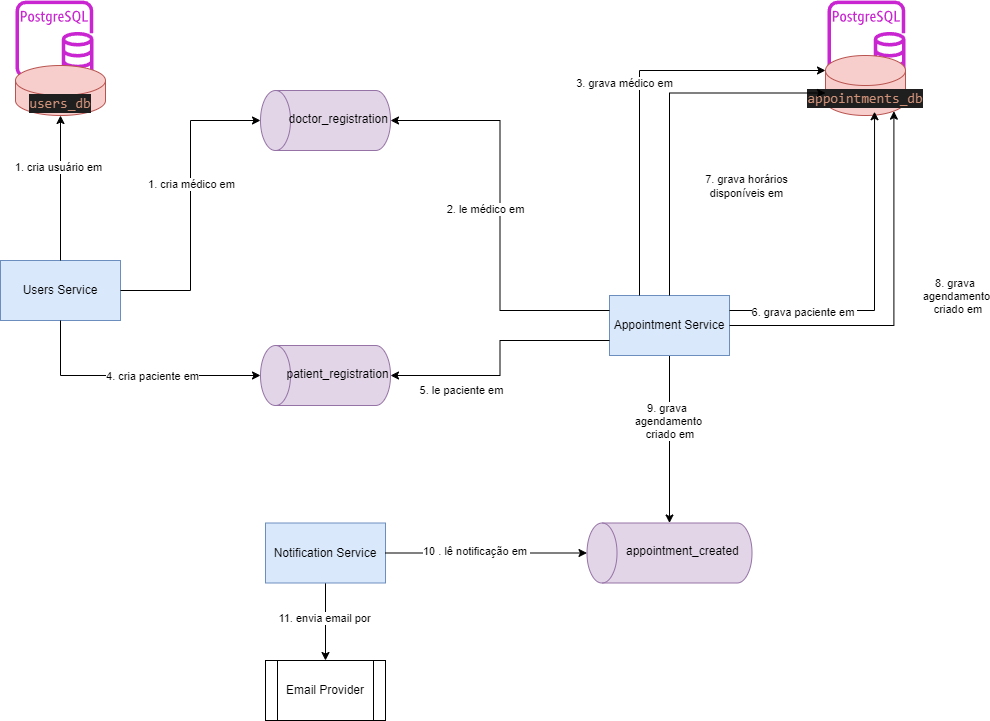 PostgreSQL
PostgreSQL
users_db
3. grava médico em
appointments_db
doctor_registration
1. cria usuário em
1. cria médico em
7. grava horários
disponíveis em
2. le médico em
Users Service
8. grava
agendamento
criado em
6. grava paciente em
Appointment Service
4. cria paciente em
patient_registration
5. le paciente em
9. grava
agendamento
criado em
Notification Service
10 . lê notificação em
appointment_created
11. envia email por
Email Provider